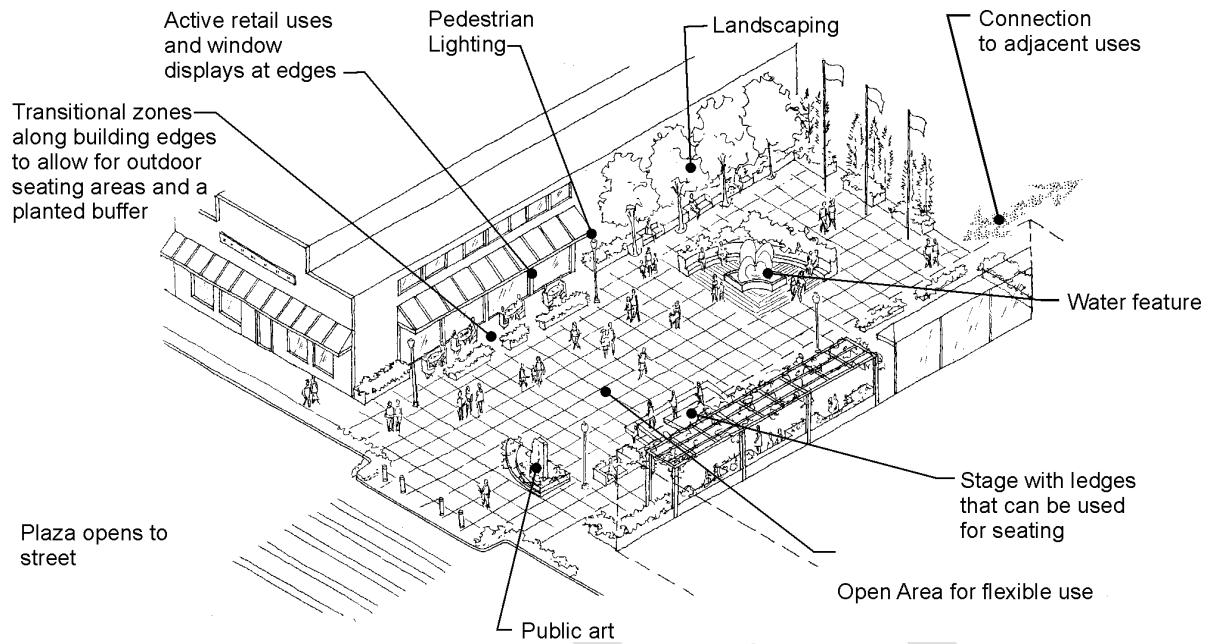 Active retail uses
and window
displays at edges
Pedestrian
Lighting
Landscaping
Connection
to adjacent uses
Transitional zones
along building edges
to allow for outdoor
seating areas and a
planted buffer
Water feature
Stage with ledges
that can be used
for seating
Plaza opens to
street
Open Area for flexible use
Public art